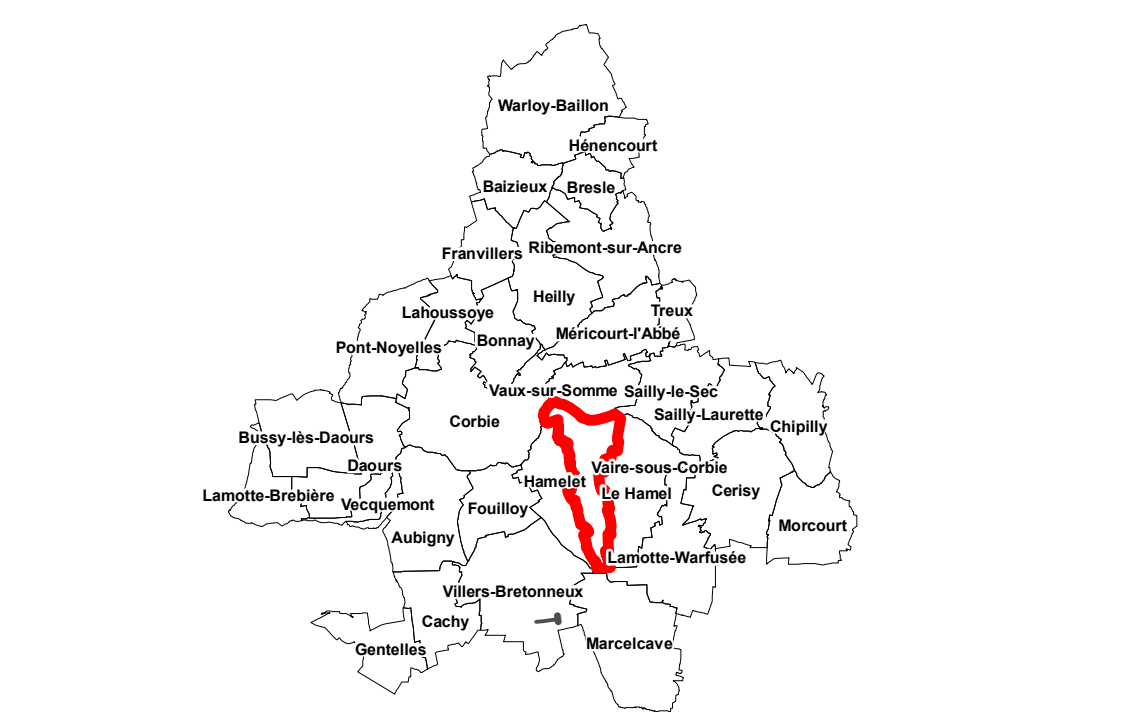 Warloy-Baillon
Hénencourt
Baizieux
Bresle
Ribemont-sur-Ancre
Franvillers
Heilly
Treux
Lahoussoye
Méricourt-l'Abbé
Bonnay
Pont-Noyelles
Vaux-sur-Somme
Sailly-le-Sec
Sailly-Laurette
Corbie
Chipilly
Bussy-lès-Daours
Daours
Vaire-sous-Corbie
Hamelet
Cerisy
Le Hamel
Lamotte-Brebière
Vecquemont
Fouilloy
Morcourt
Aubigny
Lamotte-Warfusée
Villers-Bretonneux
Cachy
Marcelcave
Gentelles